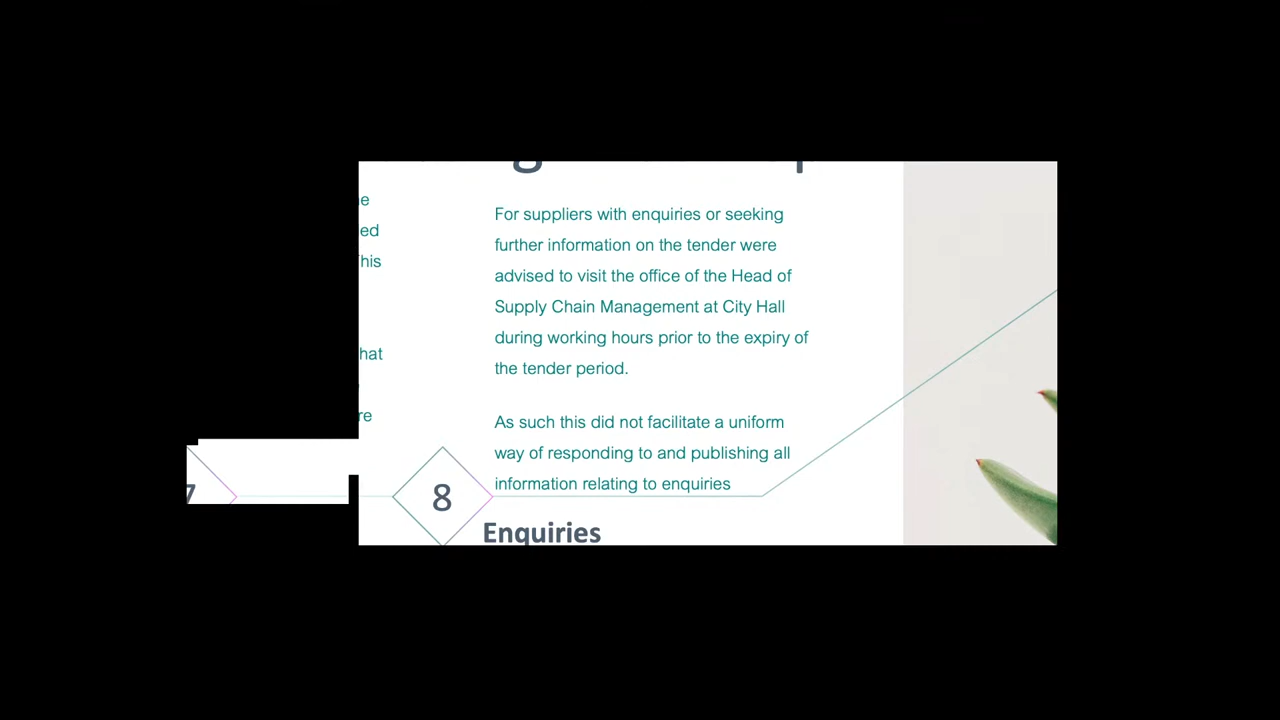 For suppliers with enquiries or seeking
further information on the tender were
advised to visit the office of the Head of
Supply Chain Management at City Hall
during working hours prior to the expiry of
the tender period.
As such this did not facilitate a uniform
way of responding to and publishing all
information relating to enquiries
7
8
Enquiries